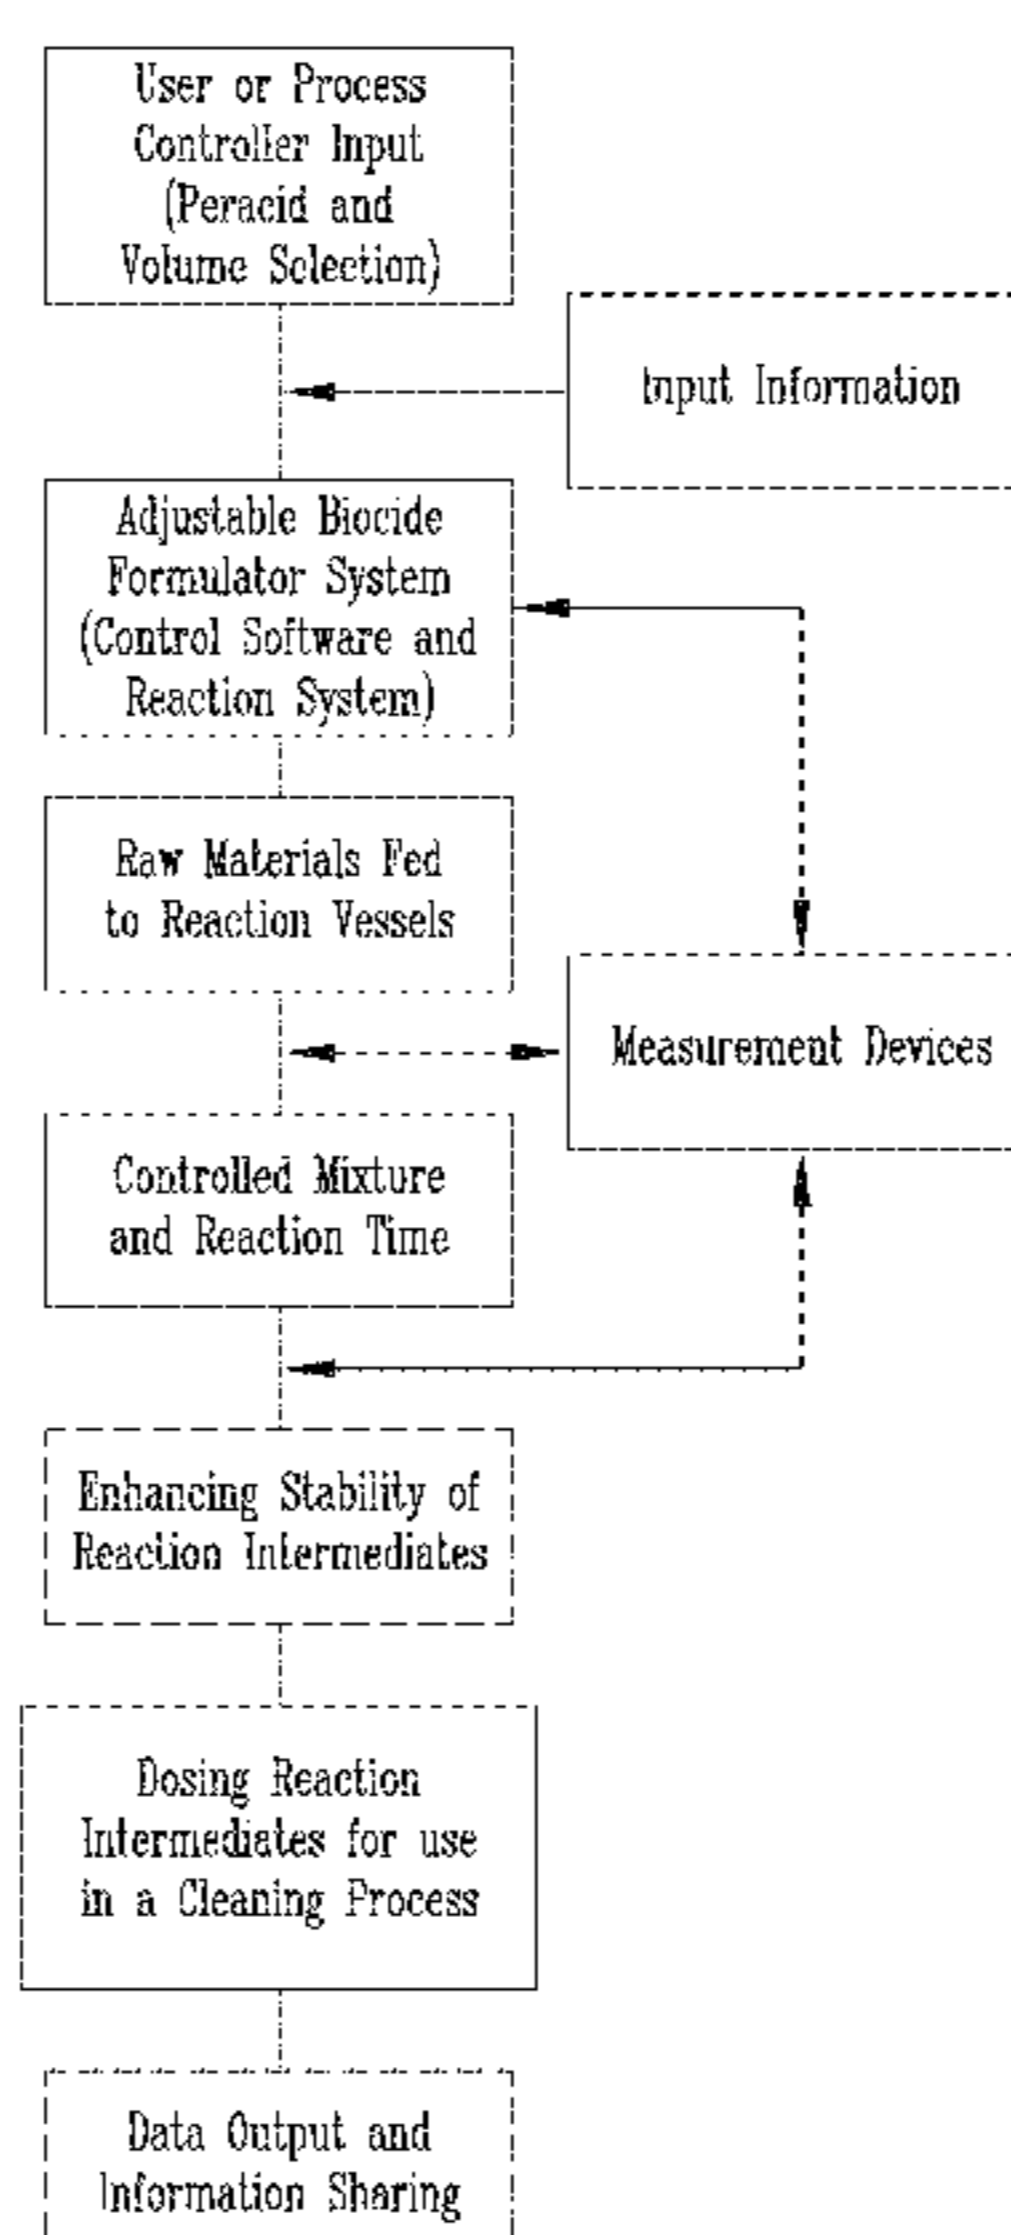 User or Process
Controller Input
(Peracid and
Volume Selection)
Input Information
Adjustable Biocide
Formulator System
(Control Software and
Reaction System)
Raw Materials Fed
to Reaction Vessels
Measurement Devices
Controlled Mixture
and Reaction Time
Enhancing Stability of
Reaction Intermediates
Dosing Reaction
Intermediates for use
in a Cleaning Process
Data Output and
Information Sharing